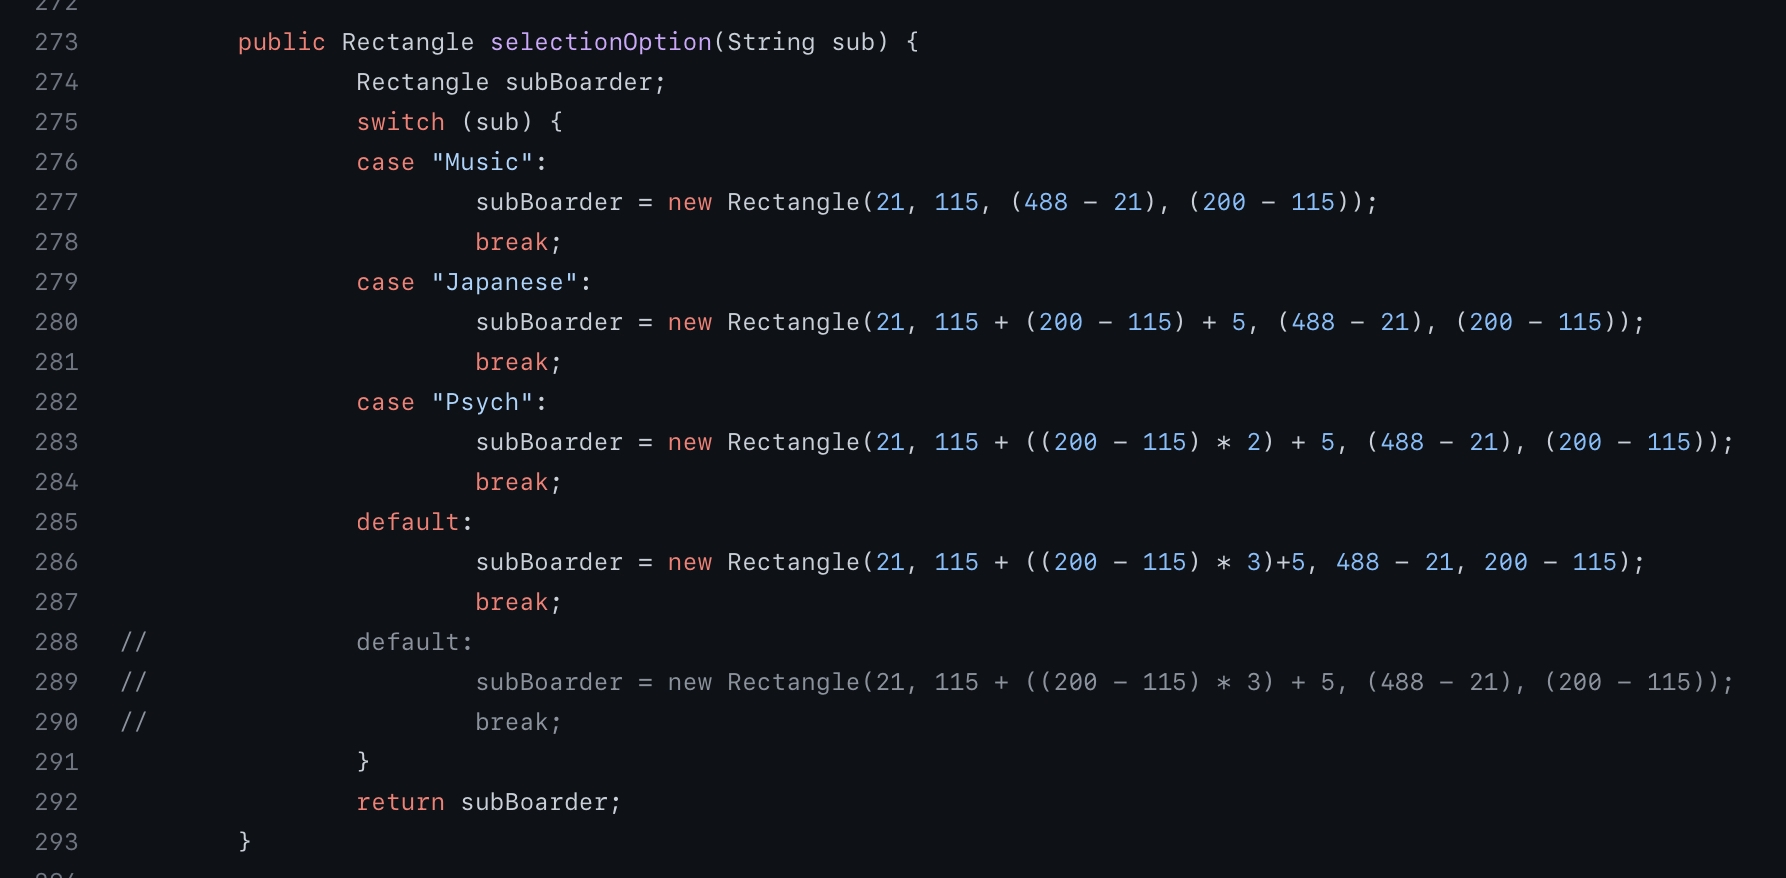 272
273 public Rectangle selectionOption(String sub) {
274 Rectangle subBoarder;
275 switch (sub) {
276 case "Music":
277 subBoarder = new Rectangle(21, 115, (488 - 21), (200 - 115));
278 break;
279 case "Japanese":
280 subBoarder = new Rectangle(21, 115 + (200 - 115) + 5, (488 - 21), (200 - 115));
281 break;
282 case "Psych":
283 subBoarder = new Rectangle(21, 115 + ((200 - 115) * 2) + 5, (488 - 21), (200 - 115));
284 break;
285 default:
286 subBoarder = new Rectangle(21, 115 + ((200 - 115) * 3)+5, 488 - 21, 200 - 115);
287 break;
288 // default:
289 // subBoarder = new Rectangle(21, 115 + ((200 - 115) * 3) + 5, (488 - 21), (200 - 115));
290 // break;
291 }
292 return subBoarder;
293 }